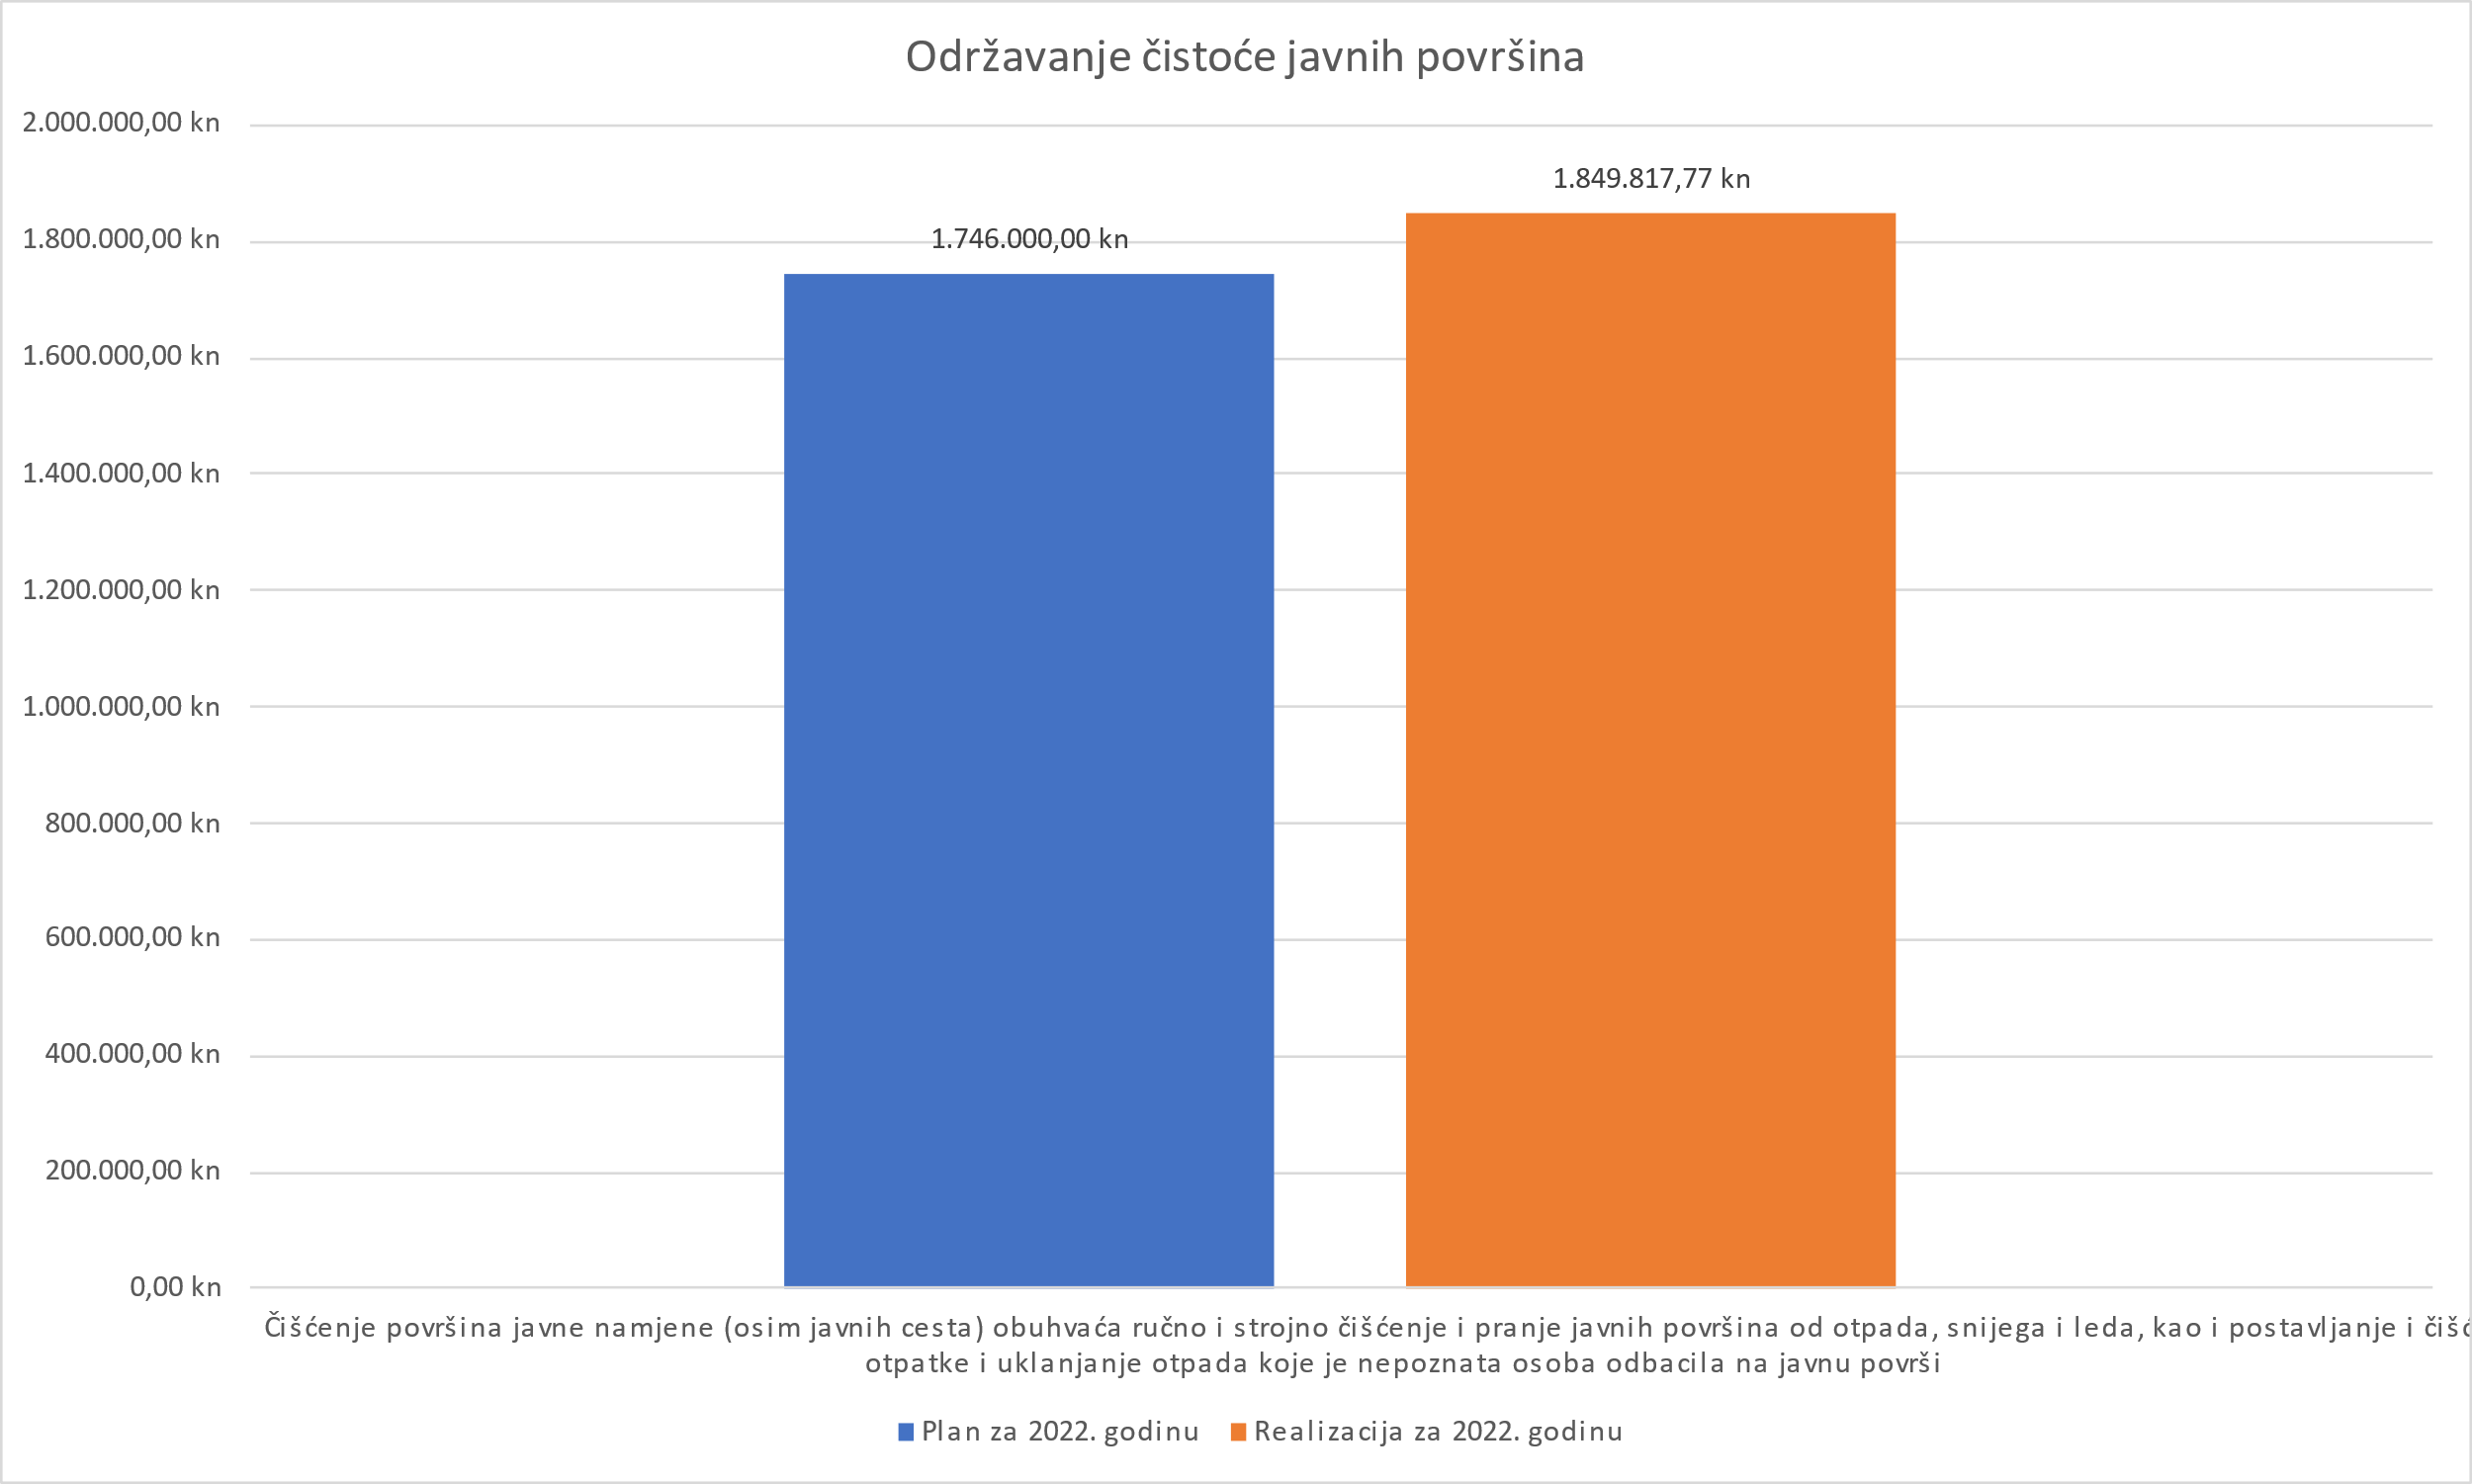 Održavanje čistoće javnih površina
2.000.000,00 kn
1.849.817,77 kn
1.800.000,00 kn
1.746.000,00 kn
1.600.000,00 kn
1.400.000,00 kn
1.200.000,00 kn
1.000.000,00 kn
800.000,00 kn
600.000,00 kn
400.000,00 kn
200.000,00 kn
0,00 kn
Čišćenje površina javne namjene (osim javnih cesta) obuhvaća ručno i strojno čišćenje i pranje javnih površina od otpada, snijega i leda, kao i postavljanje i
otpatke i uklanjanje otpada koje je nepoznata osoba odbacila na javnu površi
Plan za 2022. godinu
Realizacija za 2022. godinu